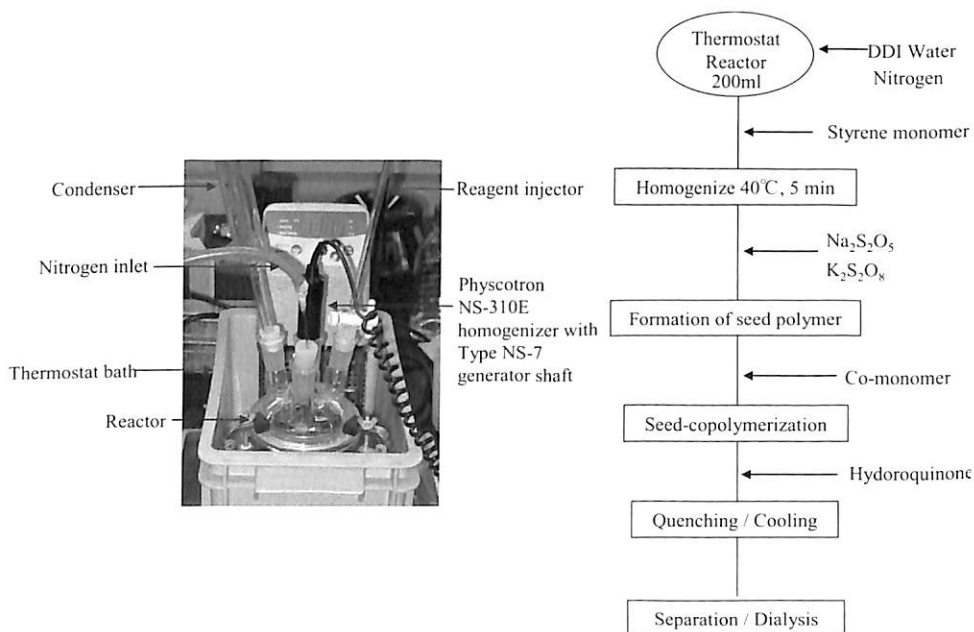 Condenser
Nitrogen inlet
Thermostat bath
Reactor
Reagent injector
Physcotron
NS-310E
homogenizer with
Type NS-7
generator shaft
Thermostat
Reactor
200ml
DDI Water
Nitrogen
Styrene monomer
Homogenize 40℃, 5 min
Na₂S₂O₅
K₂S₂O₈
Formation of seed polymer
Co-monomer
Seed-copolymerization
Hydoroquinone
Quenching / Cooling
Separation / Dialysis